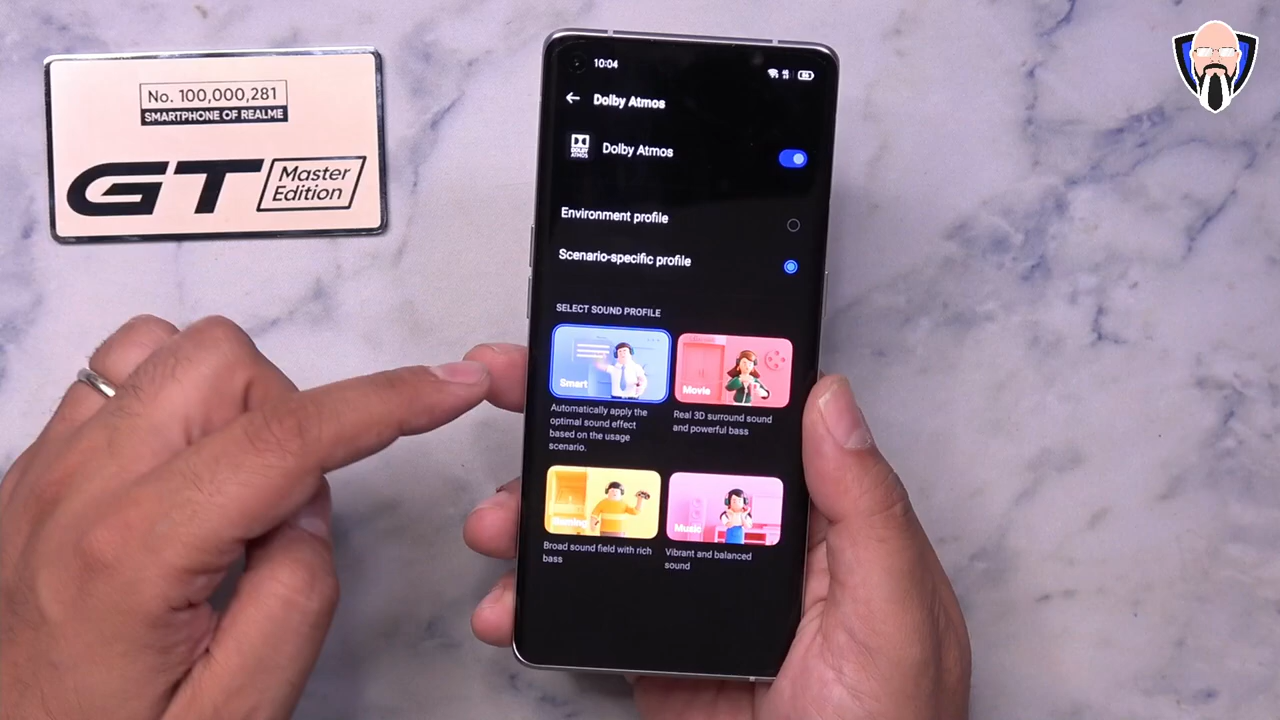 No. 100,000,281
SMARTPHONE OF REALME
GT Master
Edition
10:04
Dolby Atmos
DOLBY
ATMOS
Dolby Atmos
Environment profile
Scenario-specific profile
SELECT SOUND PROFILE
Smart
Automatically apply the
optimal sound effect
based on the usage
scenario.
Movie
Real 3D surround sound
and powerful bass
Gaming
Broad sound field with rich
bass
Music
Vibrant and balanced
sound